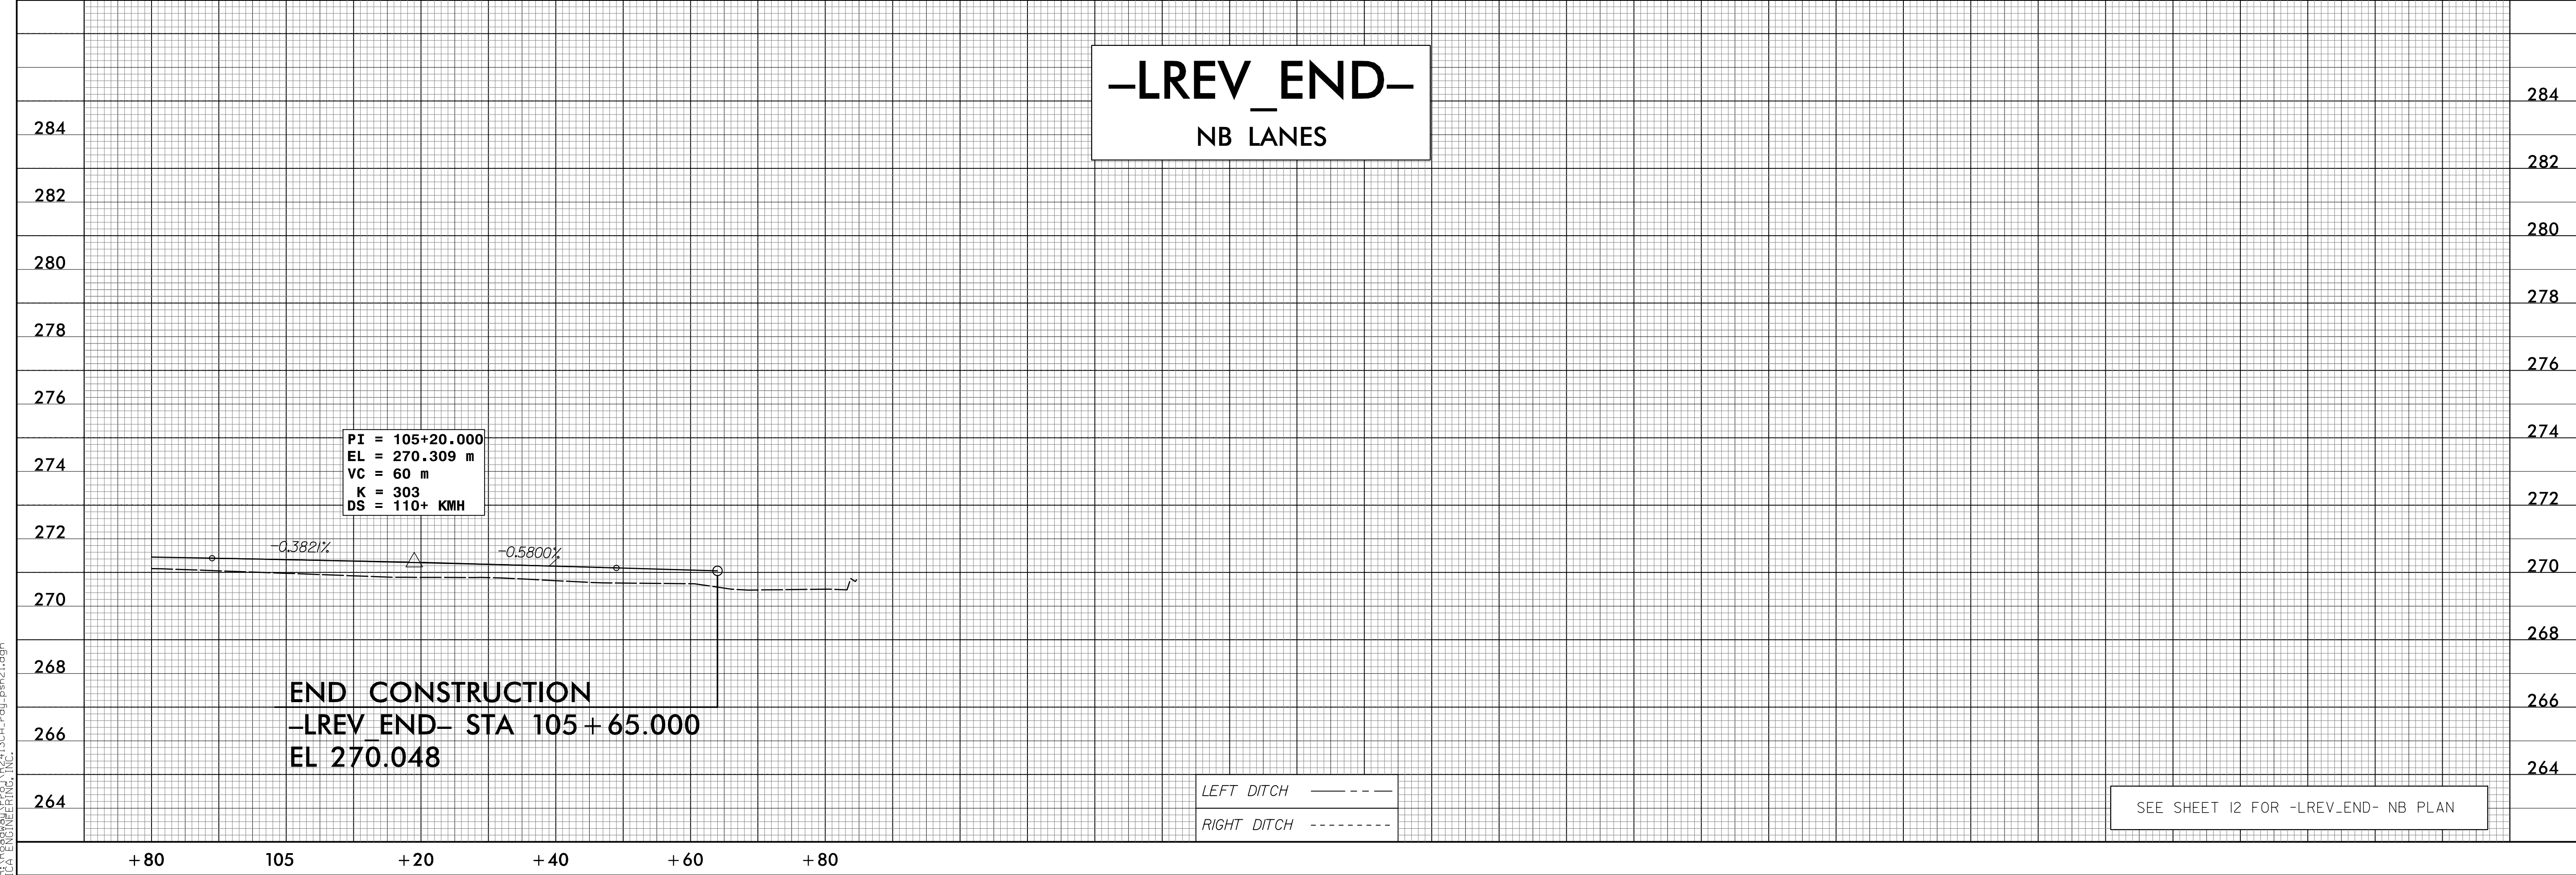 –LREV_END–
NB LANES
284
282
280
278
276
274
272
270
268
266
264
284
282
280
278
276
274
272
270
268
266
264
PI = 105+20.000
EL = 270.309 m
VC = 60 m
K = 303
DS = 110+ KMH
-0.3821%
-0.5800%
END CONSTRUCTION
–LREV_END– STA 105+65.000
EL 270.048
LEFT DITCH
RIGHT DITCH
SEE SHEET 12 FOR -LREV_END- NB PLAN
+80 105 +20 +40 +60 +80
ENGINEERING, INC.